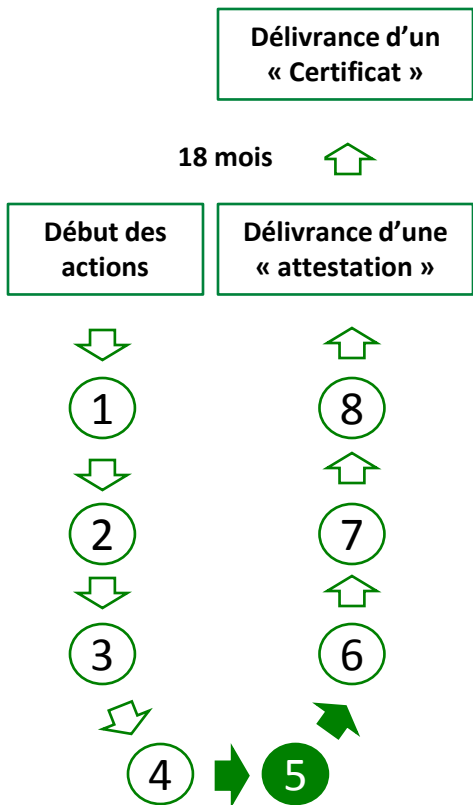 Délivrance d’un
« Certificat »
18 mois
Début des
actions
Délivrance d’une
« attestation »
1
8
2
7
3
6
4
5